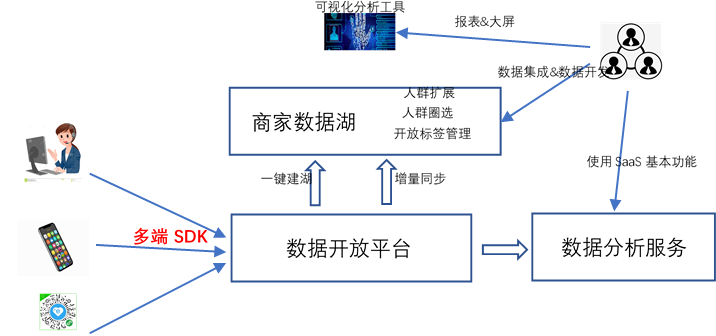 可视化分析工具
报表&大屏
数据集成&数据开发
人群扩展
商家数据湖
人群圈选
开放标签管理
一键建湖
增量同步
使用 SaaS 基本功能
多端 SDK
数据开放平台
数据分析服务